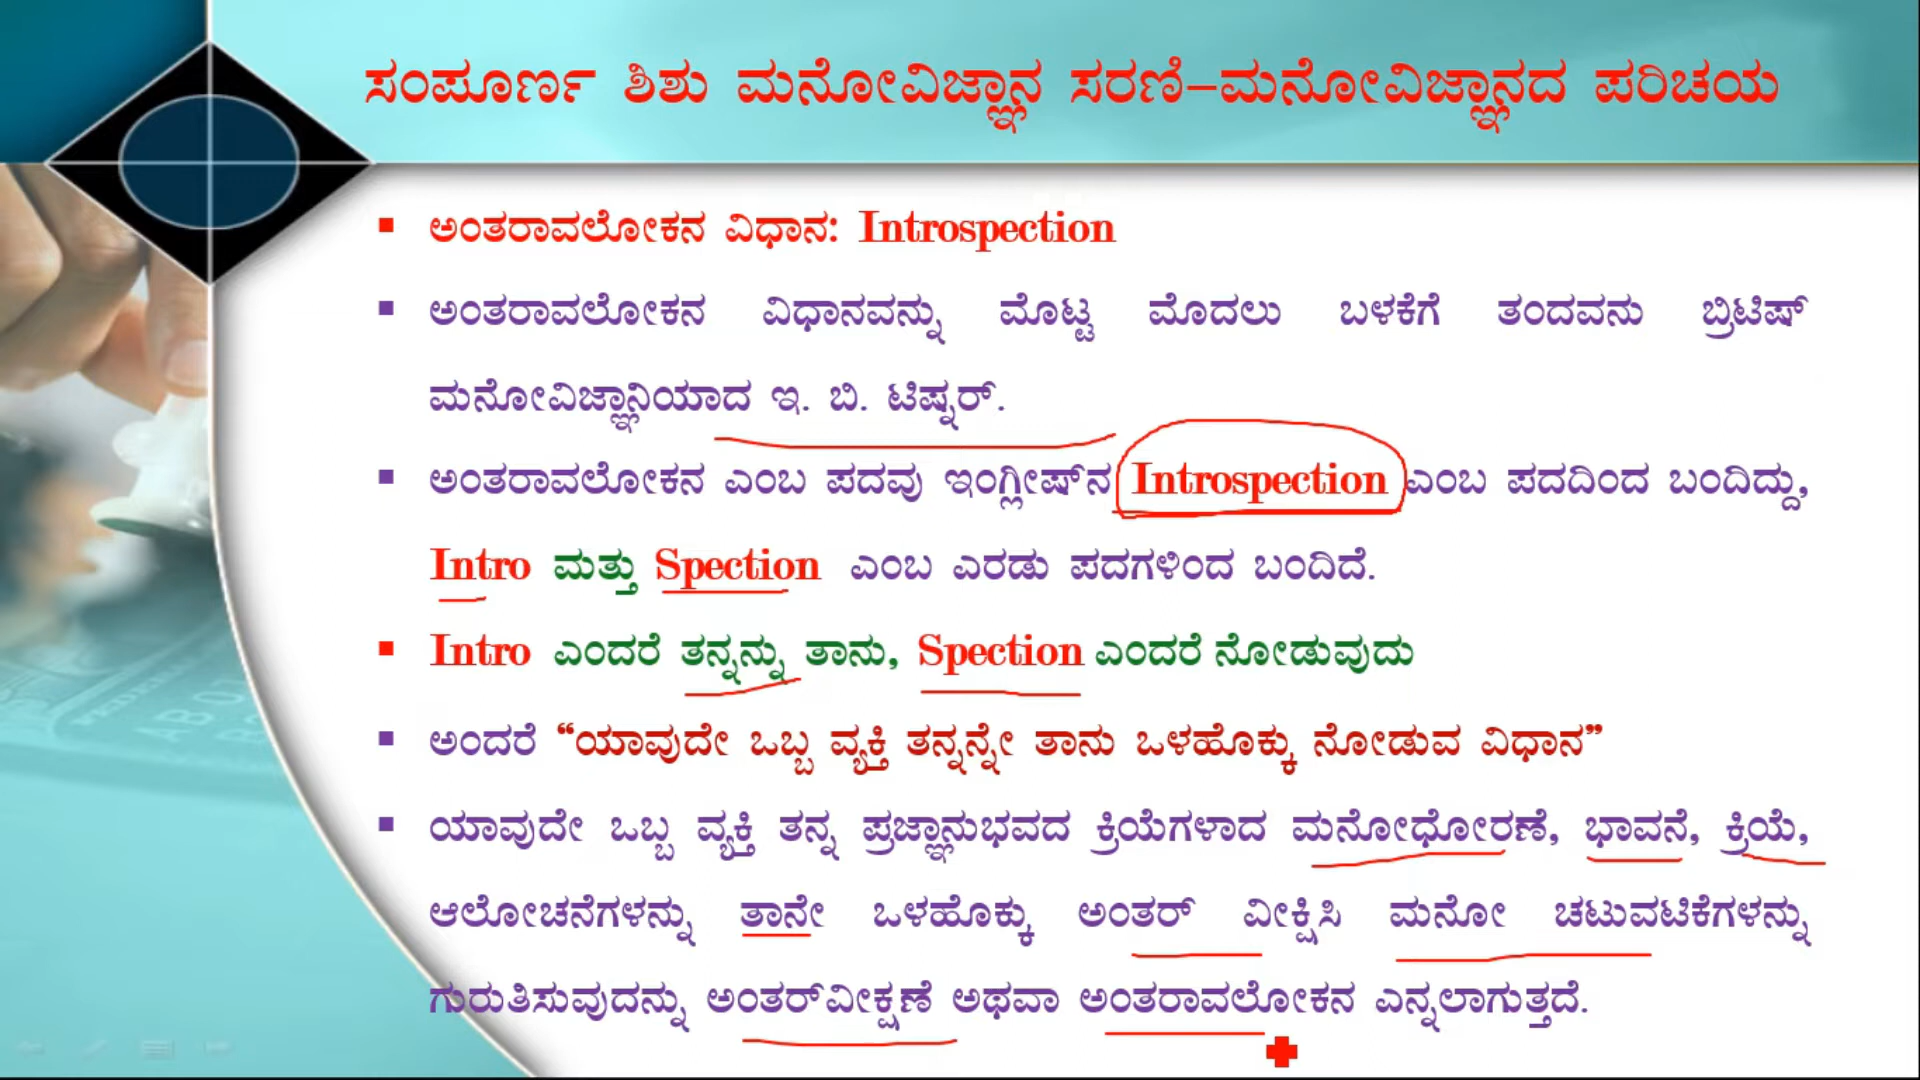 ಸಂಪೂರ್ಣ ಶಿಶು ಮನೋವಿಜ್ಞಾನ ಸರಣಿ–ಮನೋವಿಜ್ಞಾನದ ಪರಿಚಯ
▪ ಅಂತರಾವಲೋಕನ ವಿಧಾನ: Introspection
▪ ಅಂತರಾವಲೋಕನ ವಿಧಾನವನ್ನು ಮೊಟ್ಟ ಮೊದಲು ಬಳಕೆಗೆ ತಂದವನು ಬ್ರಿಟಿಷ್
ಮನೋವಿಜ್ಞಾನಿಯಾದ ಇ. ಬಿ. ಟಿಷ್ನರ್.
▪ ಅಂತರಾವಲೋಕನ ಎಂಬ ಪದವು ಇಂಗ್ಲೀಷ್‌ನ Introspection ಎಂಬ ಪದದಿಂದ ಬಂದಿದ್ದು,
Intro ಮತ್ತು Spection ಎಂಬ ಎರಡು ಪದಗಳಿಂದ ಬಂದಿದೆ.
▪ Intro ಎಂದರೆ ತನ್ನನ್ನು ತಾನು, Spection ಎಂದರೆ ನೋಡುವುದು
▪ ಅಂದರೆ “ಯಾವುದೇ ಒಬ್ಬ ವ್ಯಕ್ತಿ ತನ್ನನ್ನೇ ತಾನು ಒಳಹೊಕ್ಕು ನೋಡುವ ವಿಧಾನ”
▪ ಯಾವುದೇ ಒಬ್ಬ ವ್ಯಕ್ತಿ ತನ್ನ ಪ್ರಜ್ಞಾನುಭವದ ಕ್ರಿಯೆಗಳಾದ ಮನೋಧೋರಣೆ, ಭಾವನೆ, ಕ್ರಿಯೆ,
ಆಲೋಚನೆಗಳನ್ನು ತಾನೇ ಒಳಹೊಕ್ಕು ಅಂತರ್ ವೀಕ್ಷಿಸಿ ಮನೋ ಚಟುವಟಿಕೆಗಳನ್ನು
ಗುರುತಿಸುವುದನ್ನು ಅಂತರ್‌ವೀಕ್ಷಣೆ ಅಥವಾ ಅಂತರಾವಲೋಕನ ಎನ್ನಲಾಗುತ್ತದೆ.